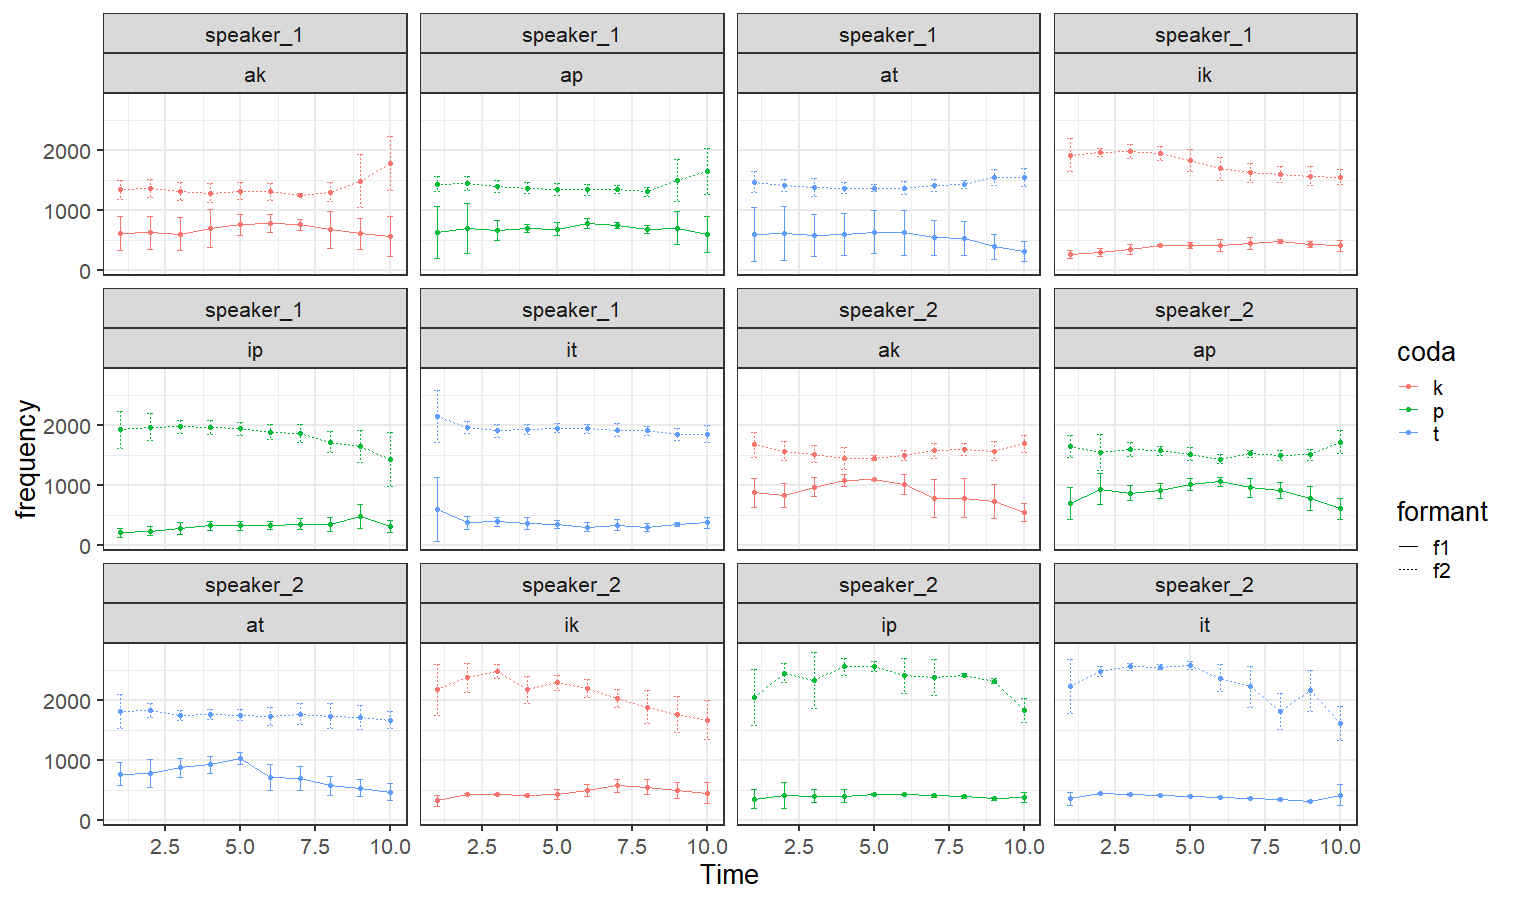 speaker_1
speaker_1
speaker_1
speaker_1
ak
ap
at
ik
2000
1000
0
speaker_1
speaker_1
speaker_2
speaker_2
ip
it
ak
ap
2000
1000
0
speaker_2
speaker_2
speaker_2
speaker_2
at
ik
ip
it
2000
1000
0
2.5 5.0 7.5 10.0
2.5 5.0 7.5 10.0
2.5 5.0 7.5 10.0
2.5 5.0 7.5 10.0
Time
frequency
coda
k
p
t
formant
f1
f2